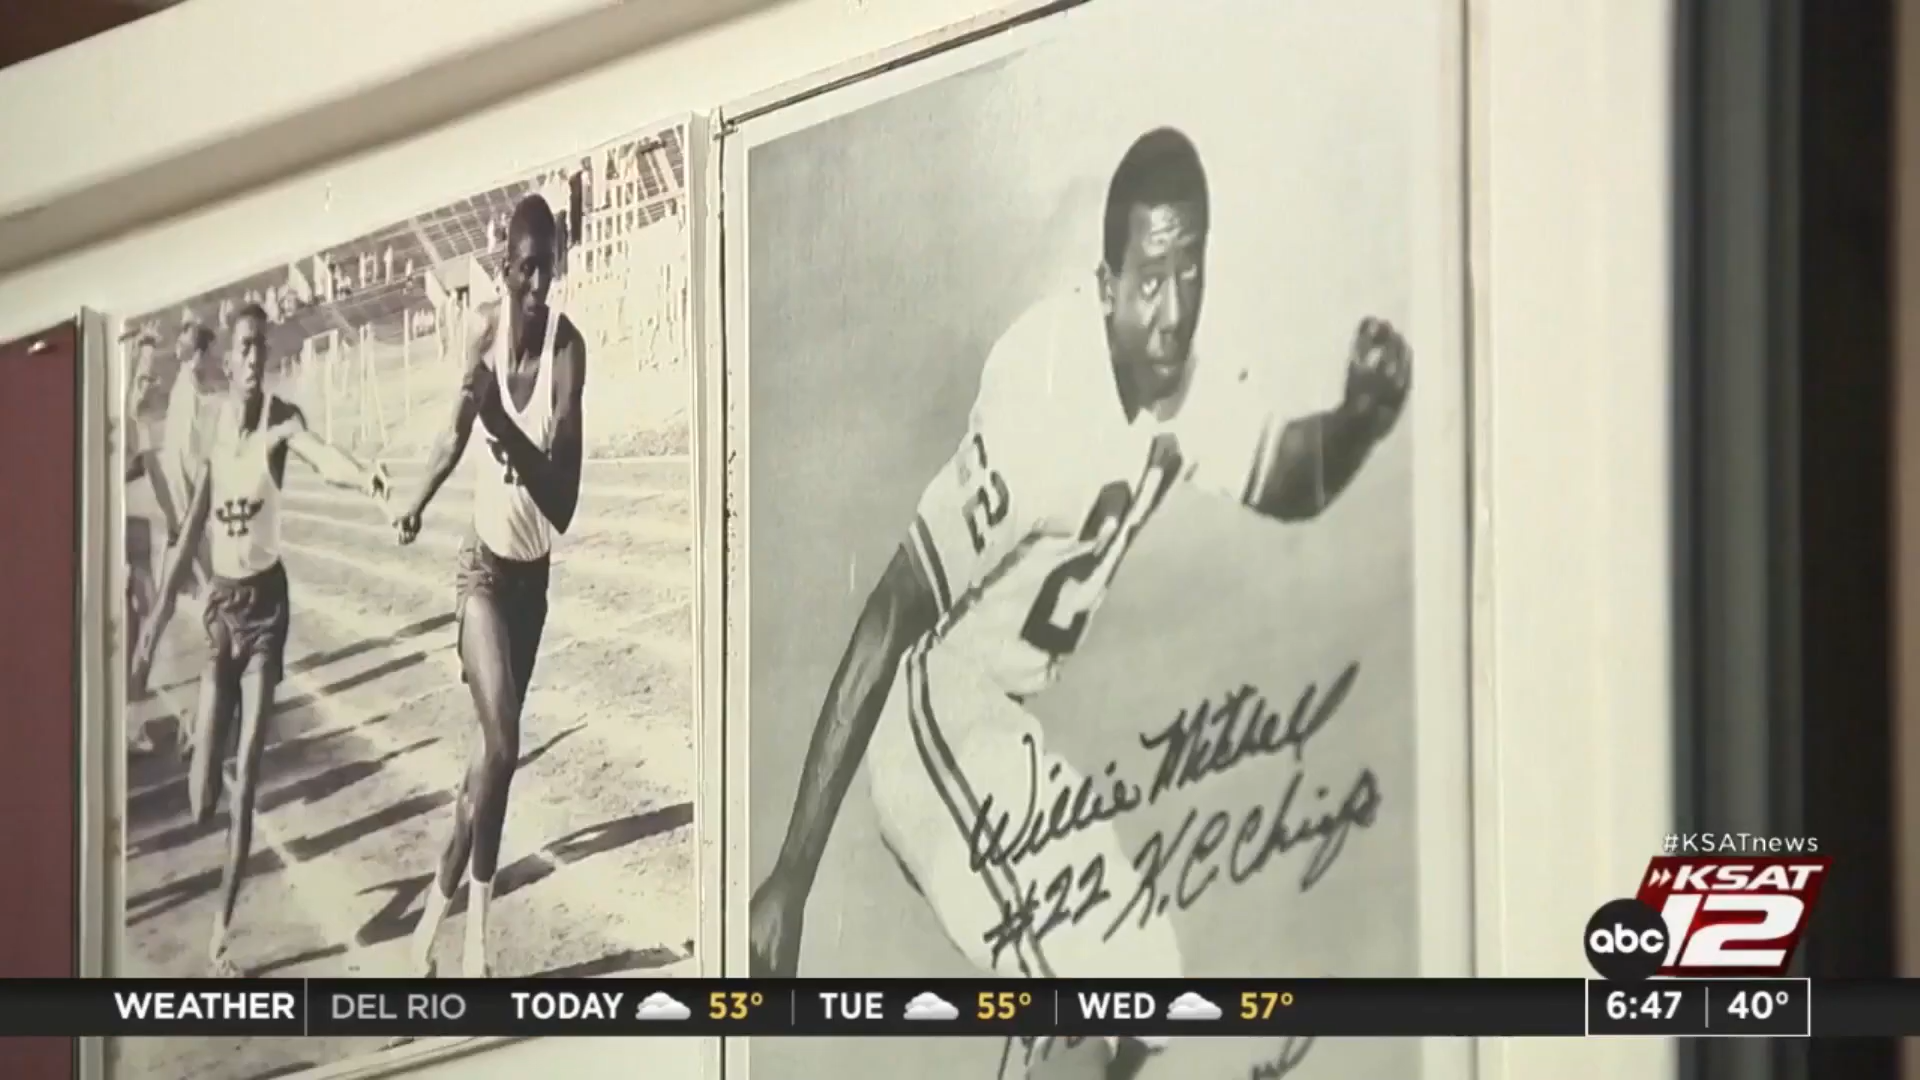 22
22
Willie Mitchell
#22 K.C Chiefs
#KSATnews
KSAT
abc 12
WEATHER DEL RIO TODAY 53° TUE 55° WED 57° 6:47 40°